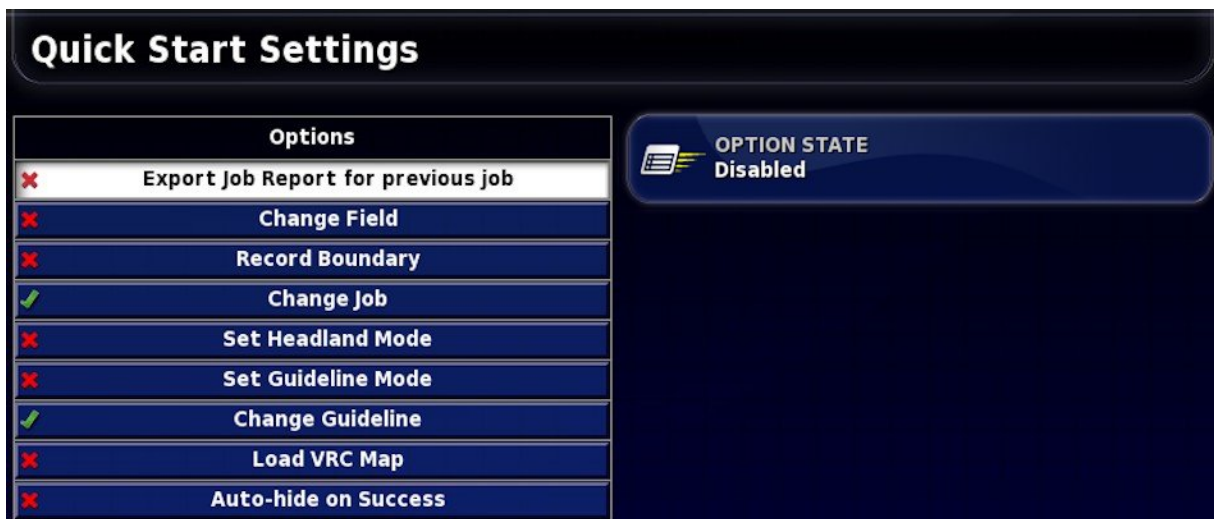 Quick Start Settings
Options
Export Job Report for previous job
Change Field
Record Boundary
Change Job
Set Headland Mode
Set Guideline Mode
Change Guideline
Load VRC Map
Auto-hide on Success
OPTION STATE
Disabled